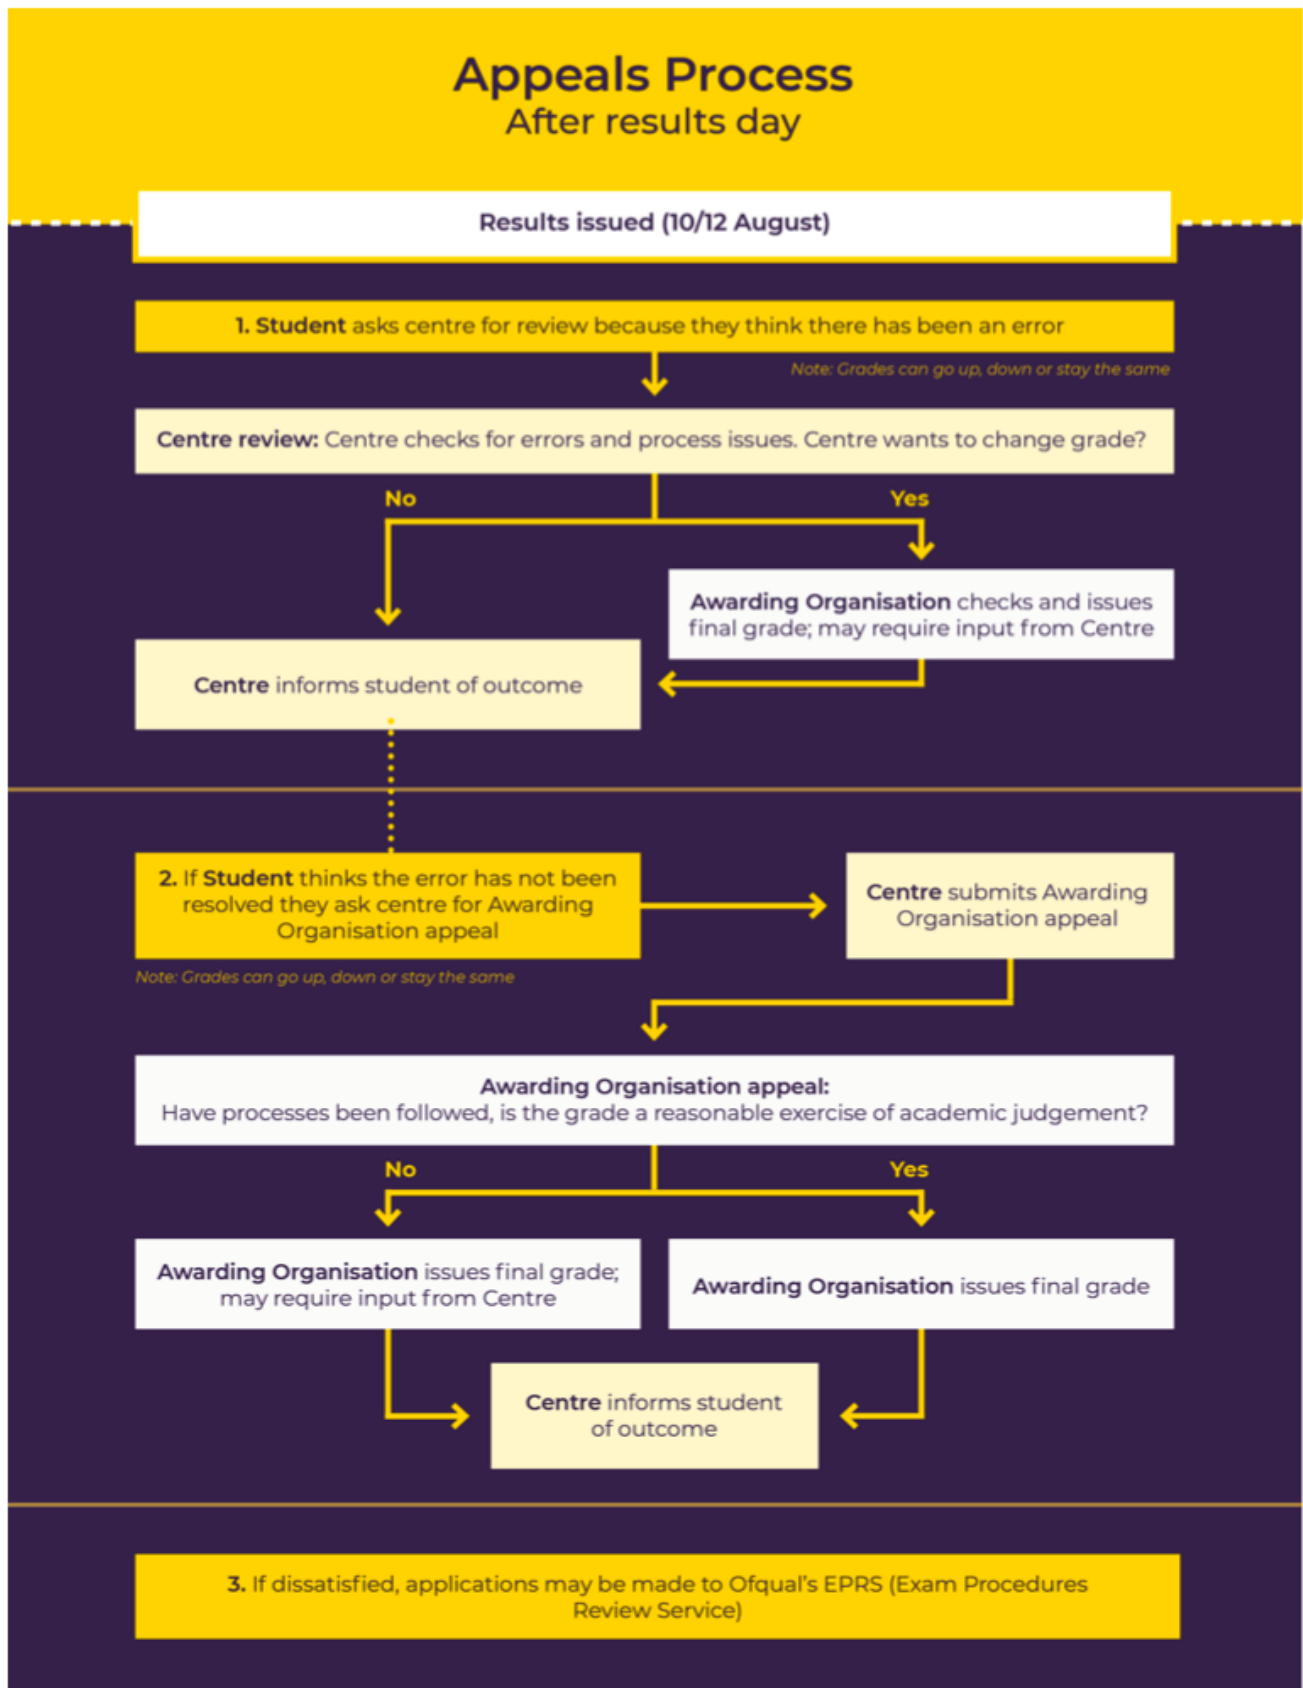 Appeals Process
After results day
Results issued (10/12 August)
1. Student asks centre for review because they think there has been an error
Note: Grades can go up, down or stay the same
Centre review: Centre checks for errors and process issues. Centre wants to change grade?
No
Yes
Awarding Organisation checks and issues
final grade; may require input from Centre
Centre informs student of outcome
2. If Student thinks the error has not been
resolved they ask centre for Awarding
Organisation appeal
Note: Grades can go up, down or stay the same
Centre submits Awarding
Organisation appeal
Awarding Organisation appeal:
Have processes been followed, is the grade a reasonable exercise of academic judgement?
No
Yes
Awarding Organisation issues final grade;
may require input from Centre
Awarding Organisation issues final grade
Centre informs student
of outcome
3. If dissatisfied, applications may be made to Ofqual's EPRS (Exam Procedures
Review Service)